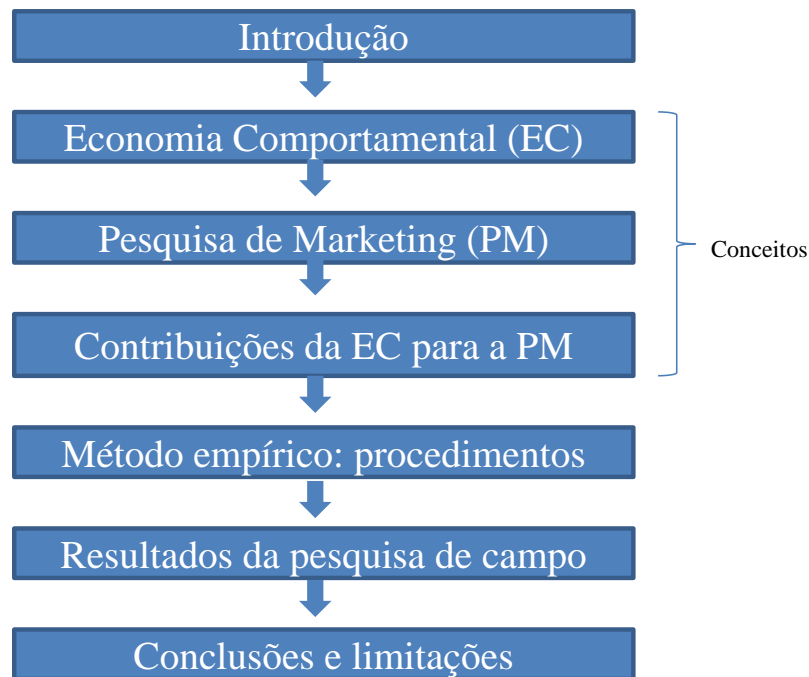 Introdução
Economia Comportamental (EC)
Pesquisa de Marketing (PM)
Conceitos
Contribuições da EC para a PM
Método empírico: procedimentos
Resultados da pesquisa de campo
Conclusões e limitações